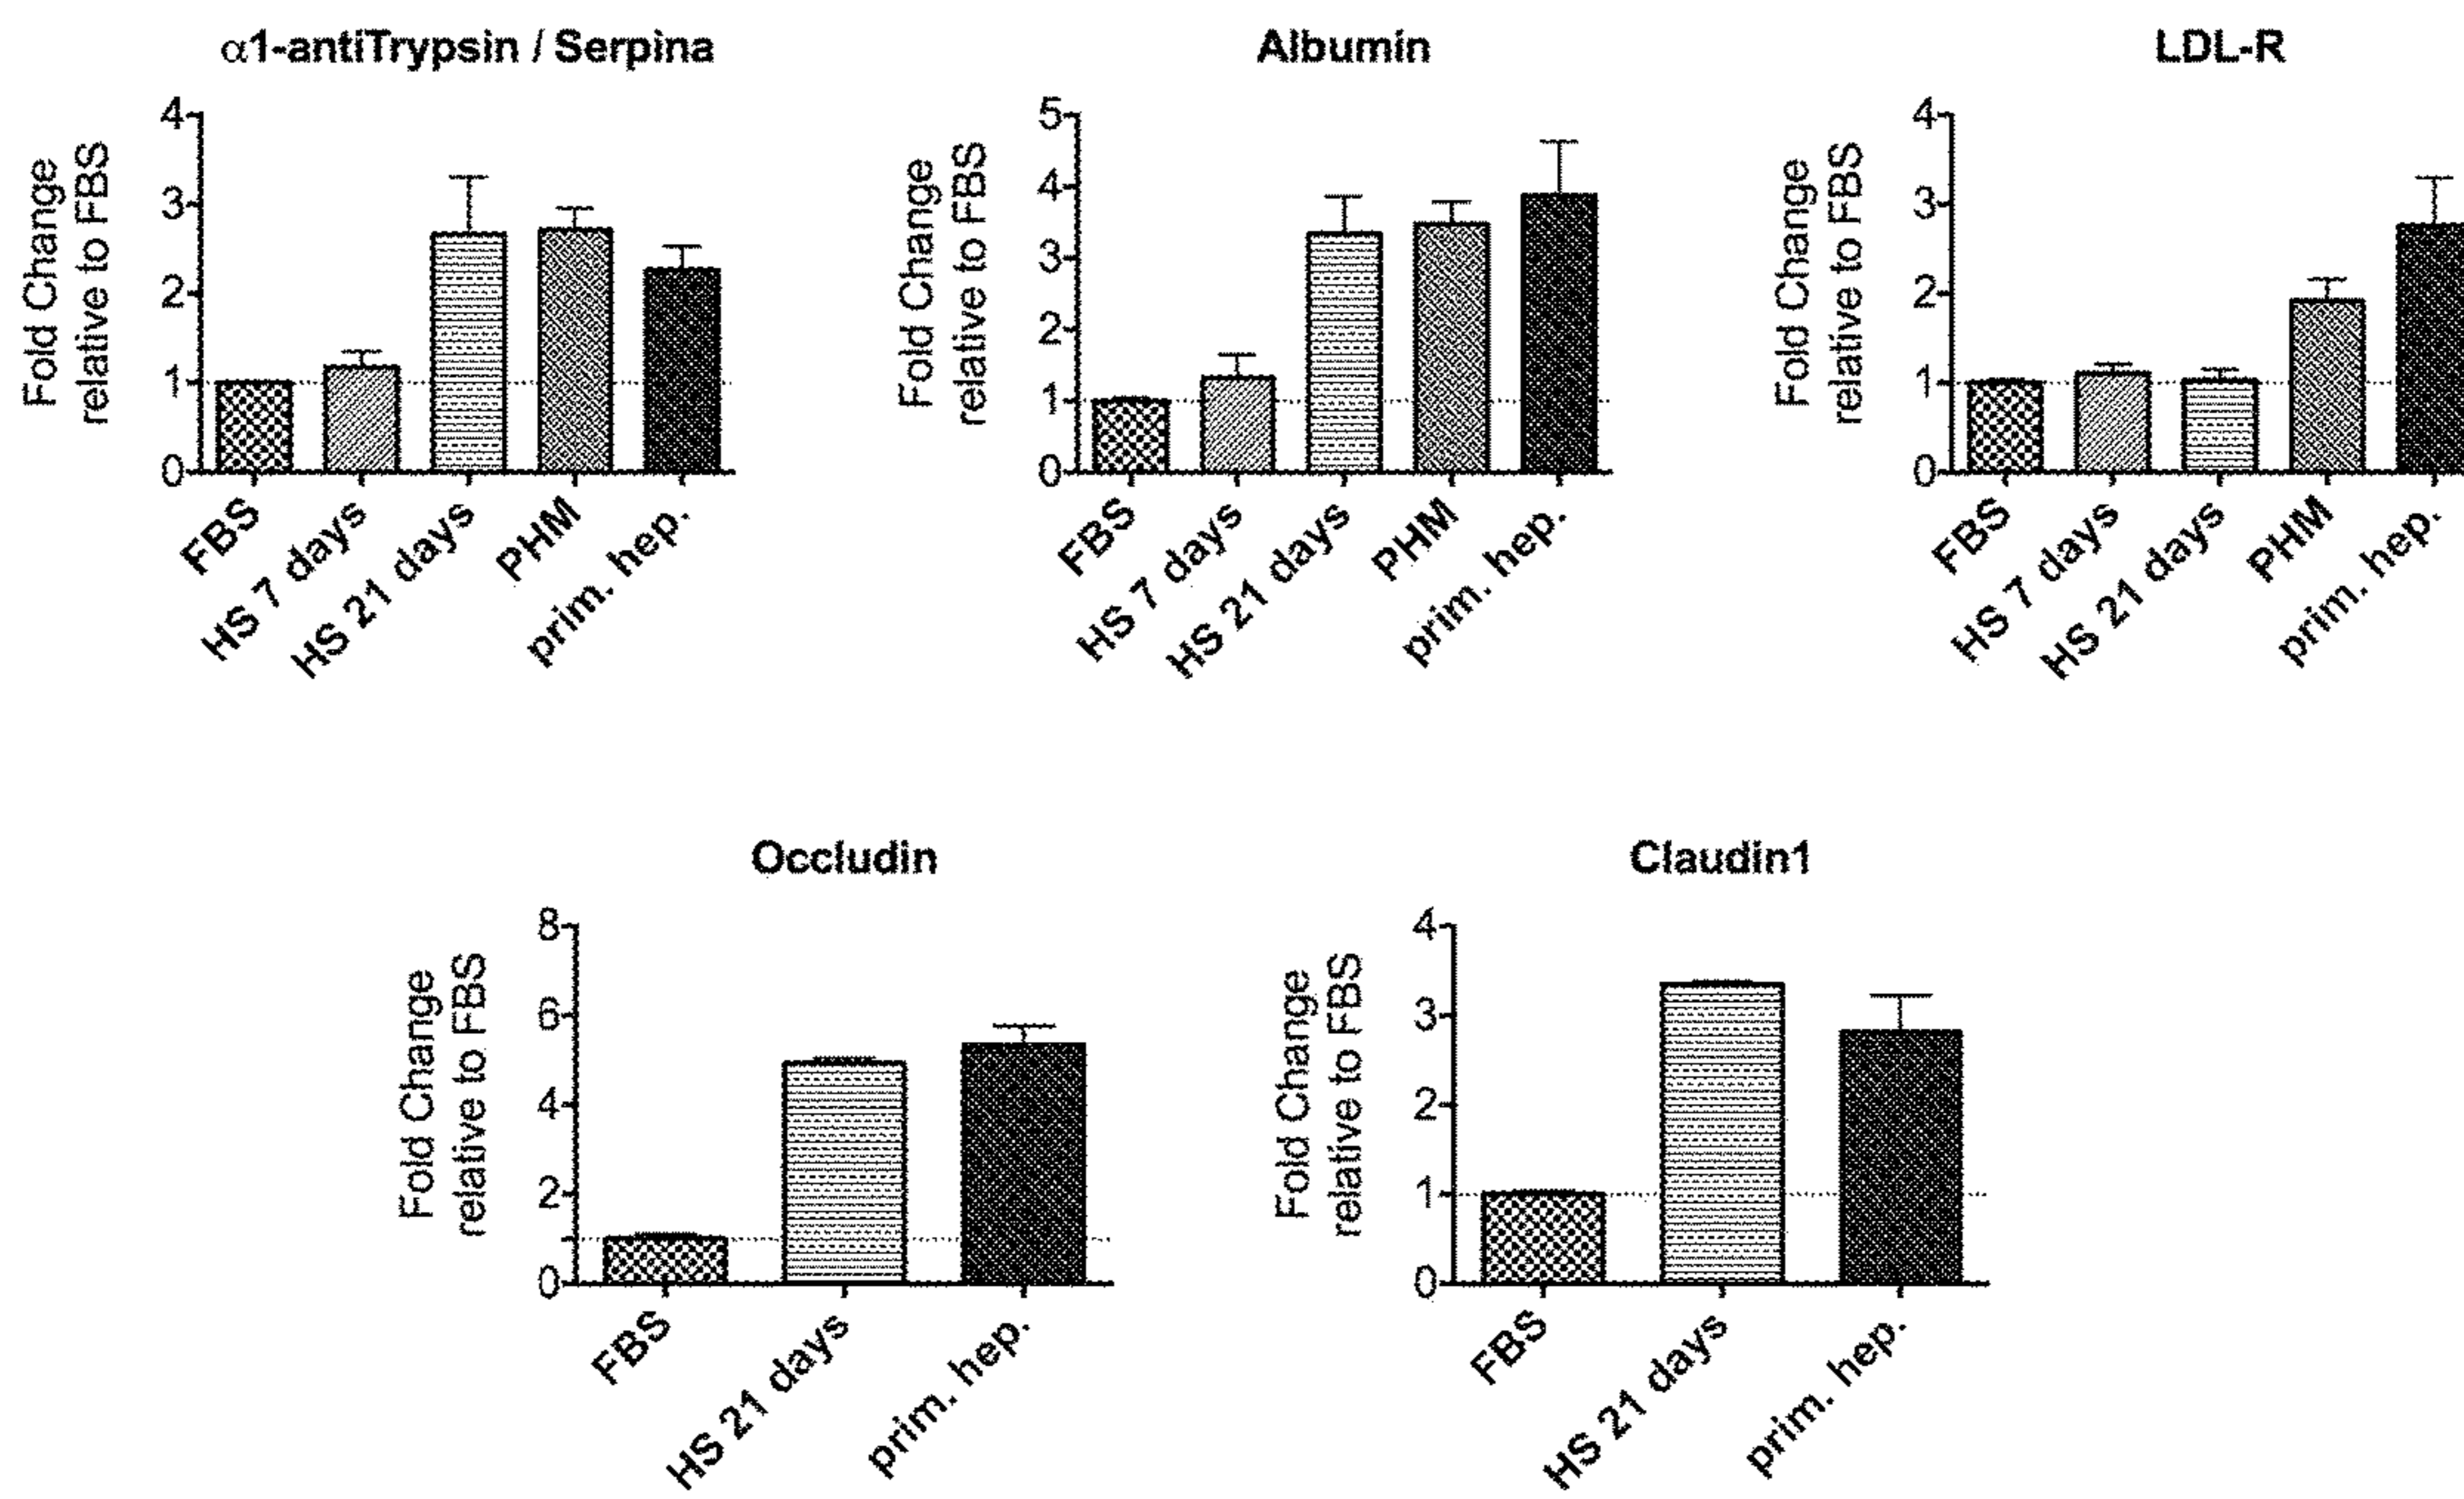 α1-antiTrypsin / Serpina
Fold Change
relative to FBS
4
3
2
1
0
FBS
HS 7 days
HS 21 days
PHM
prim. hep.
Albumin
Fold Change
relative to FBS
5
4
3
2
1
0
FBS
HS 7 days
HS 21 days
PHM
prim. hep.
LDL-R
Fold Change
relative to FBS
4
3
2
1
0
FBS
HS 7 days
HS 21 days
PHM
prim. hep.
Occludin
Fold Change
relative to FBS
8
6
4
2
0
FBS
HS 21 days
prim. hep.
Claudin1
Fold Change
relative to FBS
4
3
2
1
0
FBS
HS 21 days
prim. hep.